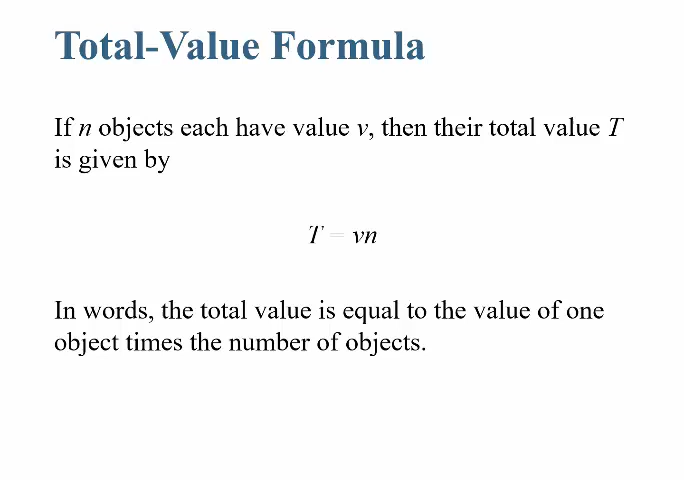 Total-Value Formula
If n objects each have value v, then their total value T
is given by
T = vn
In words, the total value is equal to the value of one
object times the number of objects.